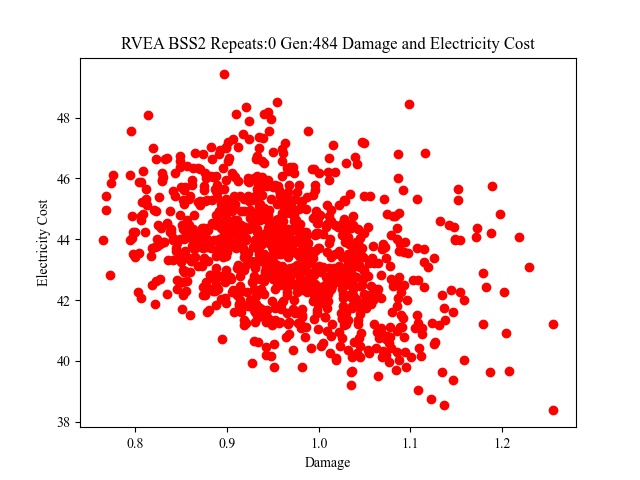 RVEA BSS2 Repeats:0 Gen:484 Damage and Electricity Cost
Electricity Cost
48
46
44
42
40
38
0.8 0.9 1.0 1.1 1.2
Damage